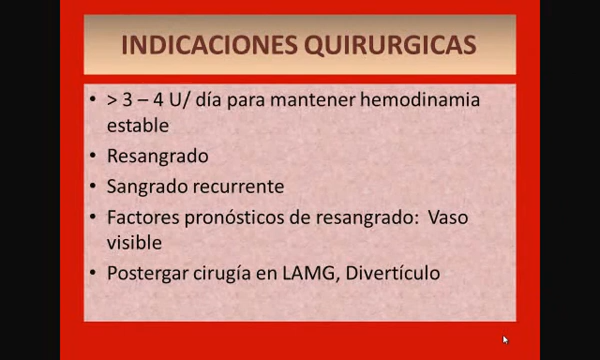 INDICACIONES QUIRURGICAS
• > 3 – 4 U/ día para mantener hemodinamia
estable
• Resangrado
• Sangrado recurrente
• Factores pronósticos de resangrado:  Vaso
visible
• Postergar cirugía en LAMG, Divertículo